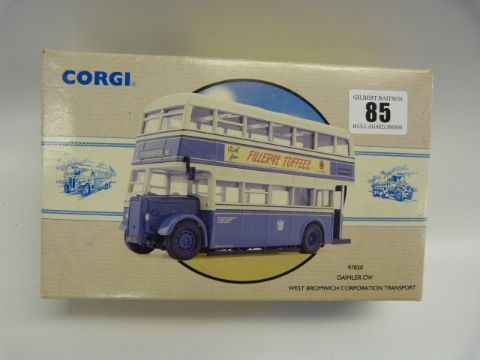 CORGI
GILBERT BAITSON
85
HULL (01482) 500500
Ask for FILLERYS TOFFEES
97820
DAIMLER CW
WEST BROMWICH CORPORATION TRANSPORT